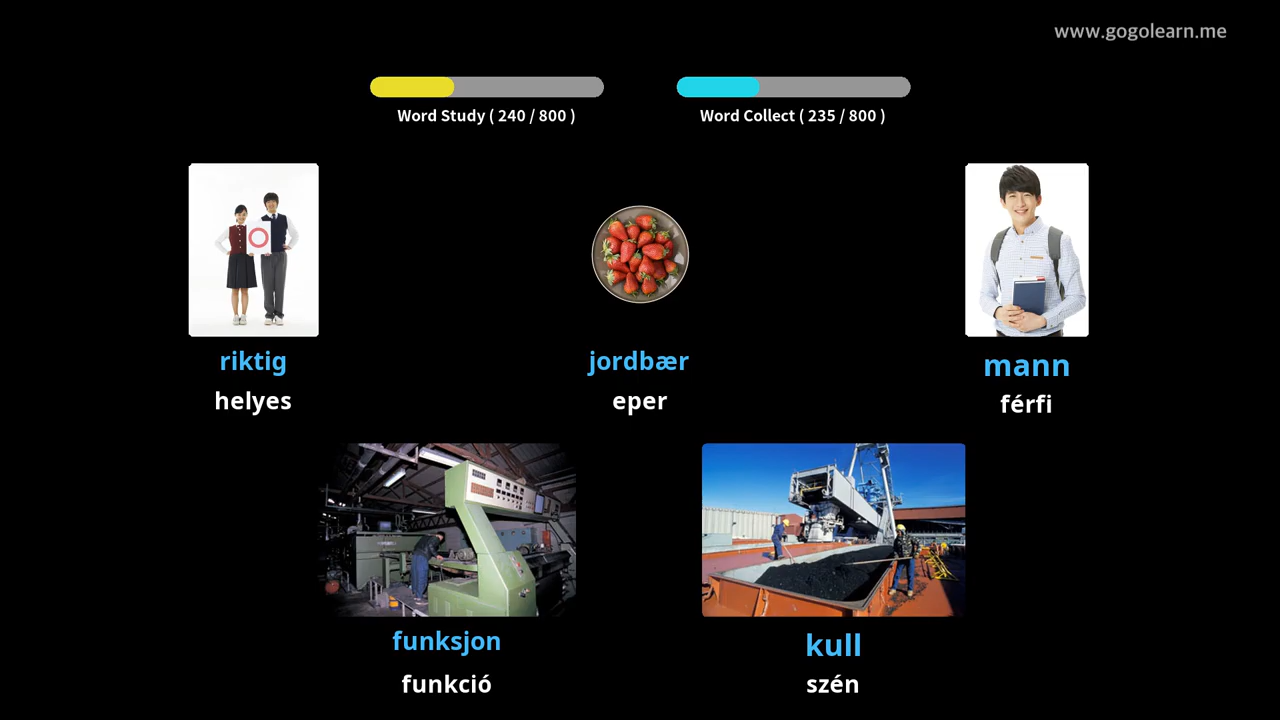 www.gogolearn.me
Word Study ( 240 / 800 )
Word Collect ( 235 / 800 )
riktig
helyes
jordbær
eper
mann
férfi
funksjon
funkció
kull
szén